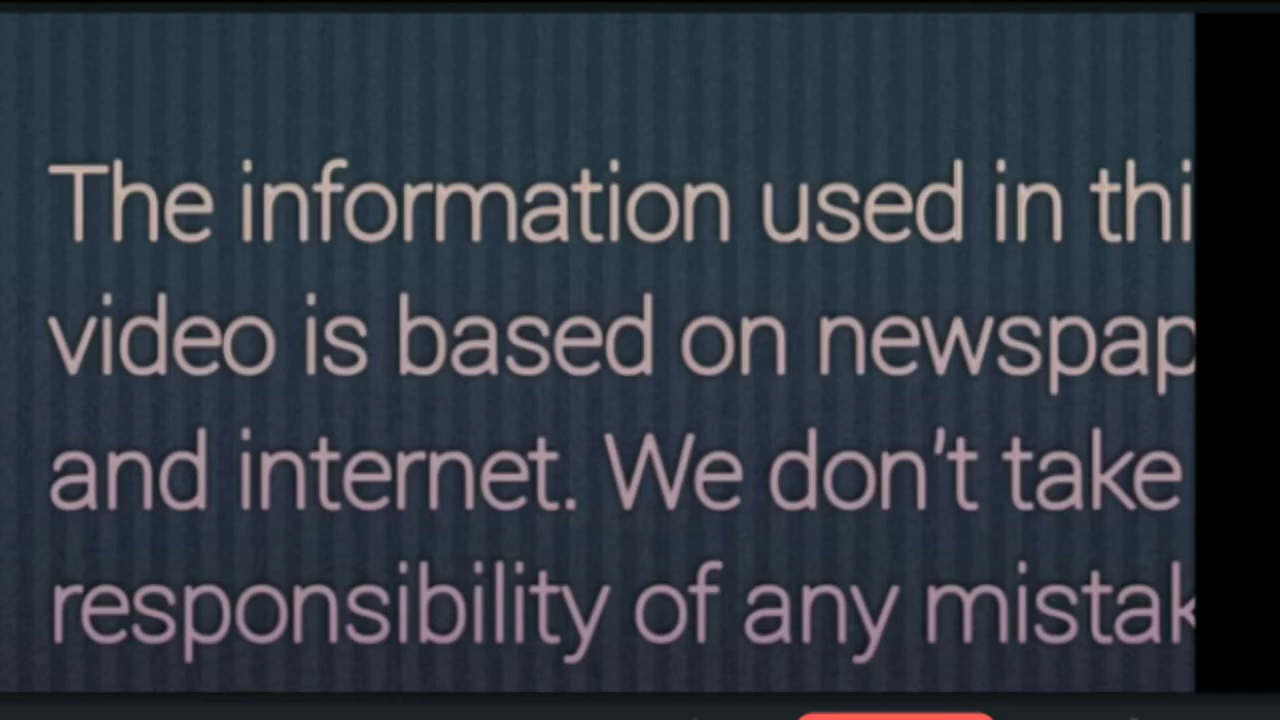 The information used in thi
video is based on newspap
and internet. We don't take
responsibility of any mistak